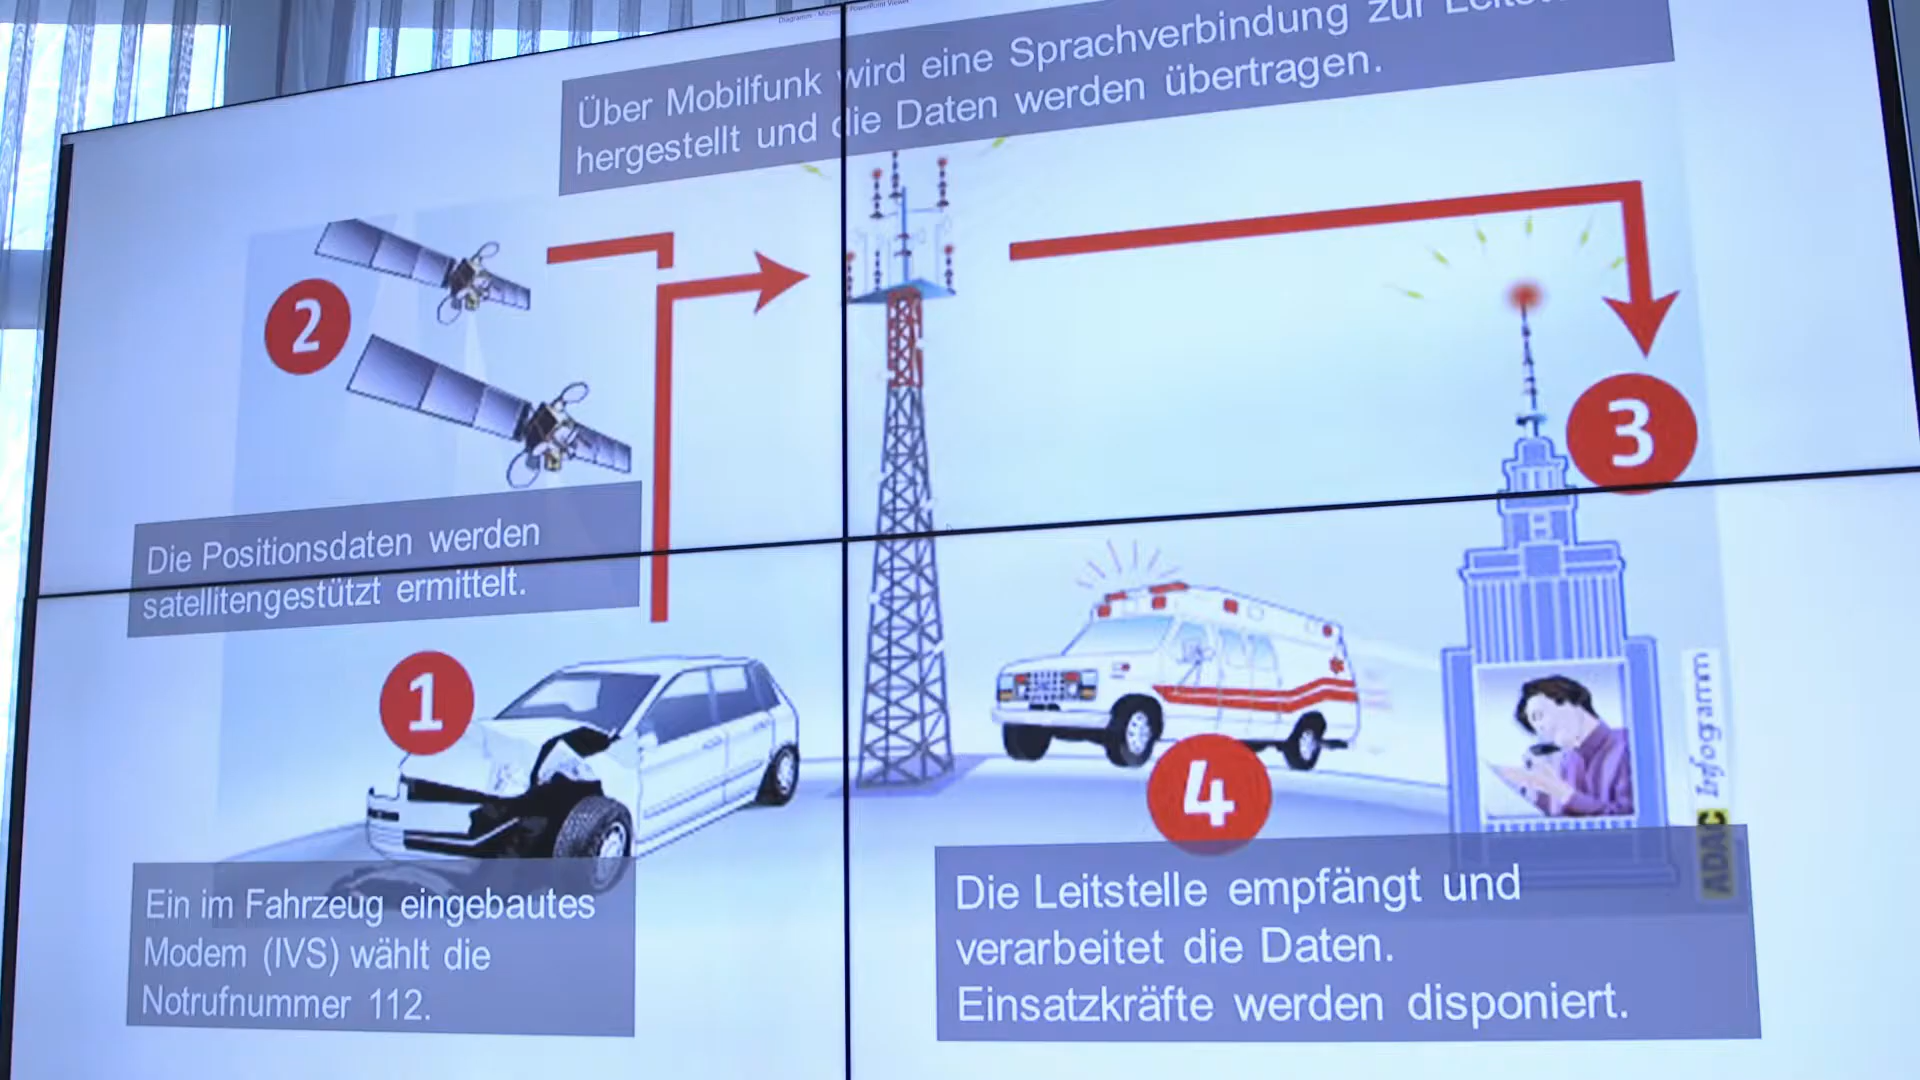 Über Mobilfunk wird eine Sprachverbindung zur
hergestellt und die Daten werden übertragen.
2
3
Die Positionsdaten werden
satellitengestützt ermittelt.
1
4
Infogramm
ADAC
Ein im Fahrzeug eingebautes
Modem (IVS) wählt die
Notrufnummer 112.
Die Leitstelle empfängt und
verarbeitet die Daten.
Einsatzkräfte werden disponiert.